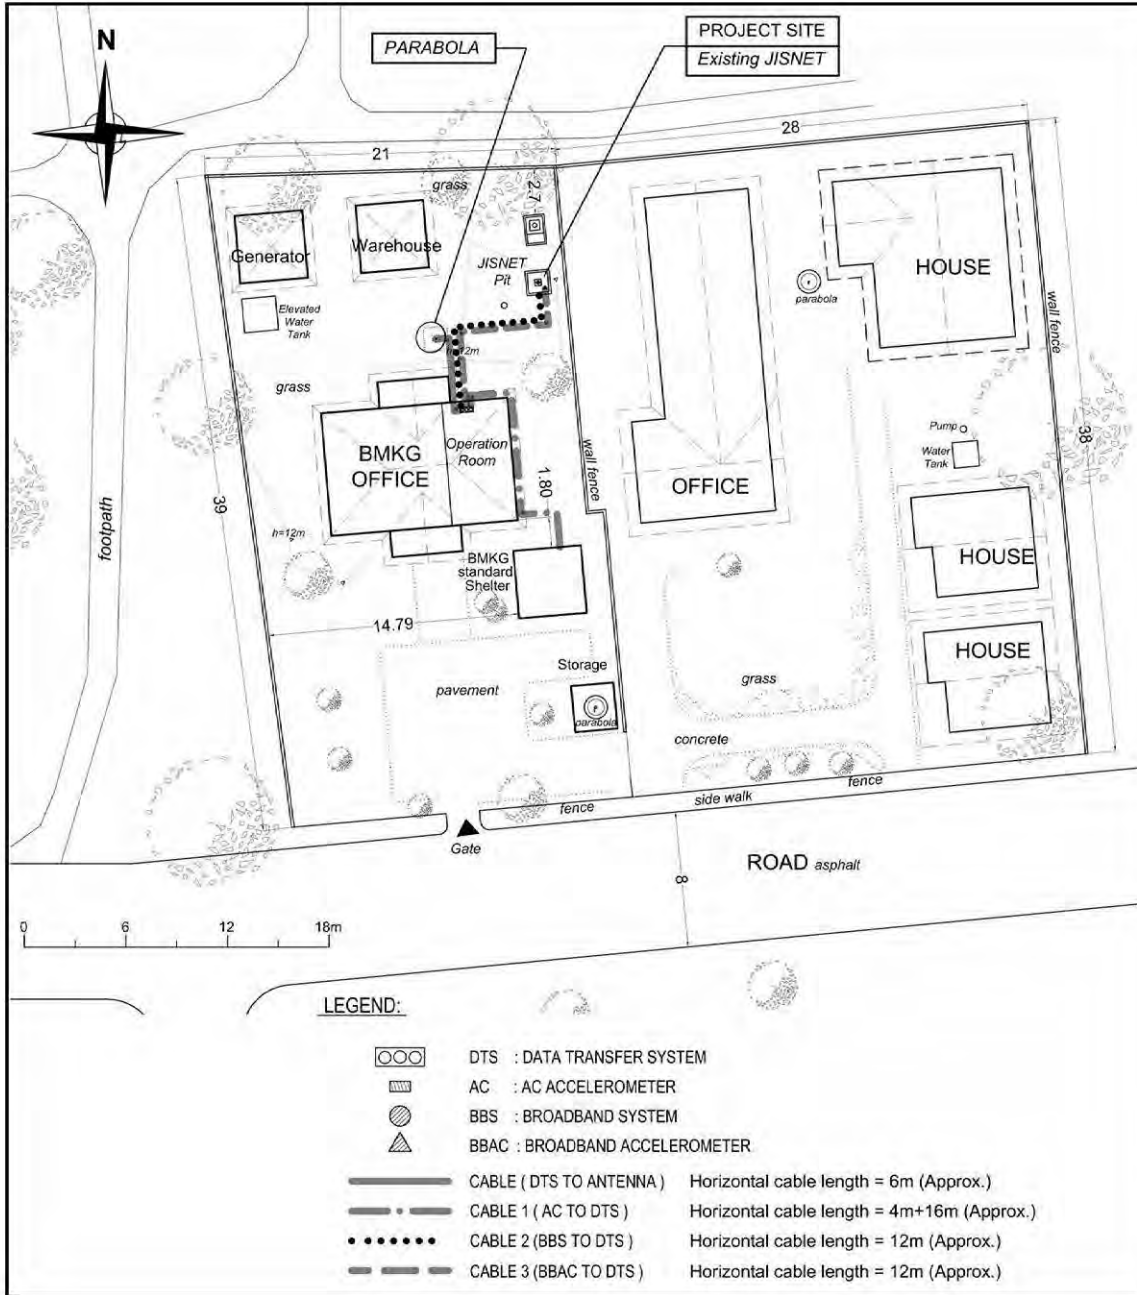 N
PARABOLA
PROJECT SITE
Existing JISNET
28
21
grass
2.7
Generator
Warehouse
JISNET
Pit
HOUSE
parabola
Elevated
Water
Tank
h=12m
wall fence
grass
BMKG
OFFICE
Operation
Room
wall fence
1.80
OFFICE
Pump
Water
Tank
38
39
footpath
h=12m
BMKG
standard
Shelter
HOUSE
14.79
HOUSE
Storage
pavement
parabola
grass
concrete
fence
side walk
fence
Gate
8
ROAD asphalt
0 6 12 18m
LEGEND:
DTS : DATA TRANSFER SYSTEM
AC : AC ACCELEROMETER
BBS : BROADBAND SYSTEM
BBAC : BROADBAND ACCELEROMETER
CABLE ( DTS TO ANTENNA ) Horizontal cable length = 6m (Approx.)
CABLE 1 ( AC TO DTS ) Horizontal cable length = 4m+16m (Approx.)
CABLE 2 (BBS TO DTS ) Horizontal cable length = 12m (Approx.)
CABLE 3 (BBAC TO DTS ) Horizontal cable length = 12m (Approx.)